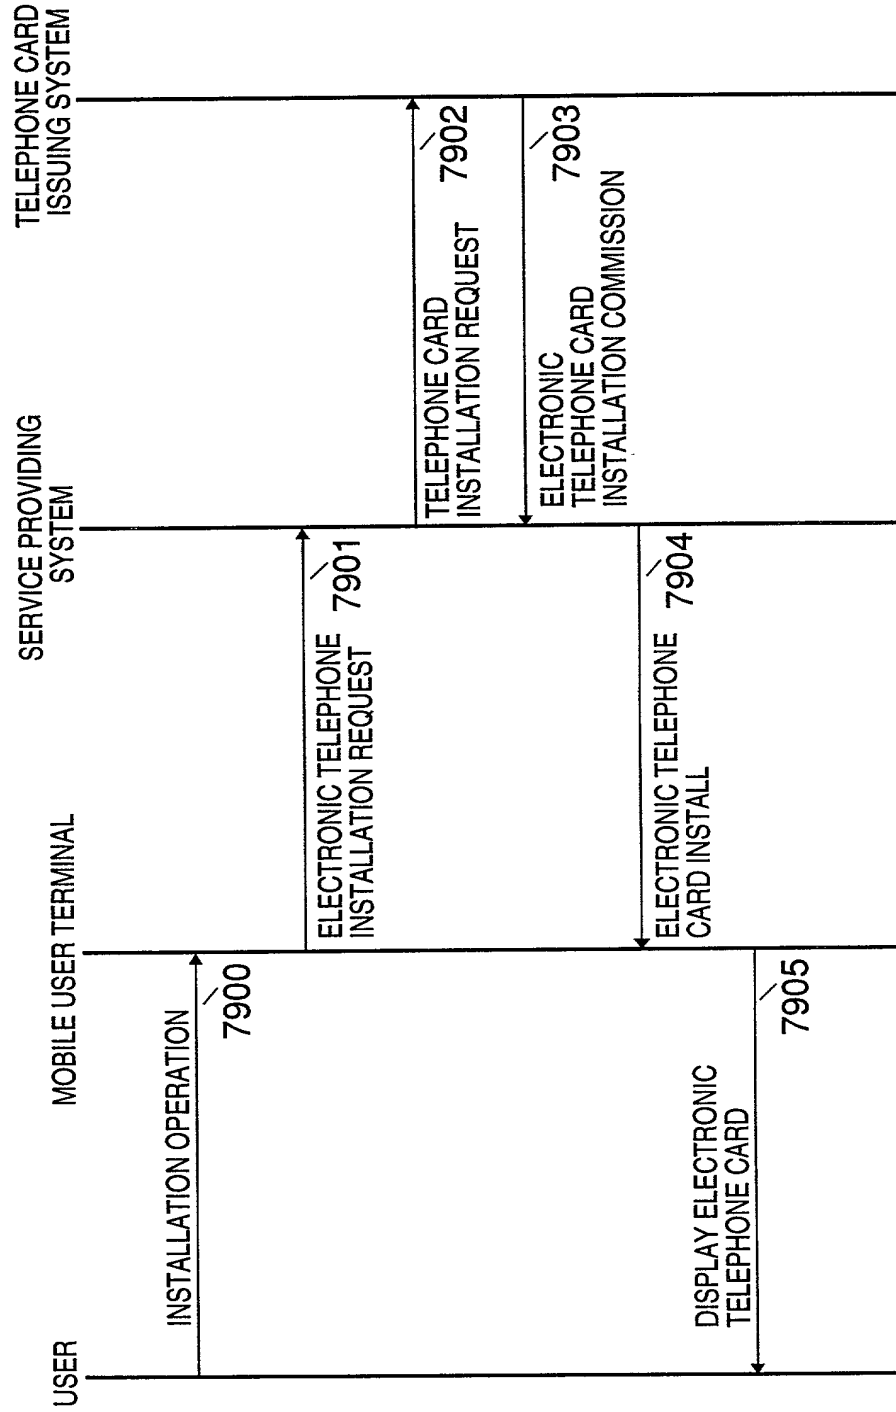 USER
MOBILE USER TERMINAL
SERVICE PROVIDING
SYSTEM
TELEPHONE CARD
ISSUING SYSTEM
INSTALLATION OPERATION
7900
ELECTRONIC TELEPHONE
INSTALLATION REQUEST
7901
TELEPHONE CARD
INSTALLATION REQUEST
7902
ELECTRONIC
TELEPHONE CARD
INSTALLATION COMMISSION
7903
ELECTRONIC TELEPHONE
CARD INSTALL
7904
DISPLAY ELECTRONIC
TELEPHONE CARD
7905